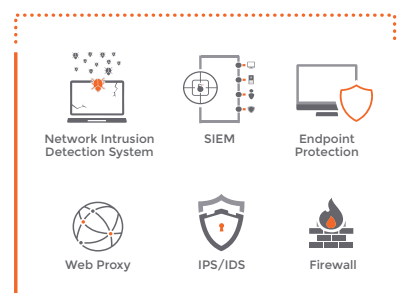 Network Intrusion
Detection System
SIEM
Endpoint
Protection
Web Proxy
IPS/IDS
Firewall